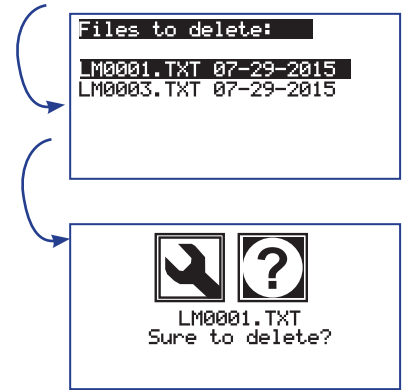 Files to delete:
LM0001.TXT 07-29-2015
LM0003.TXT 07-29-2015
?
LM0001.TXT
Sure to delete?